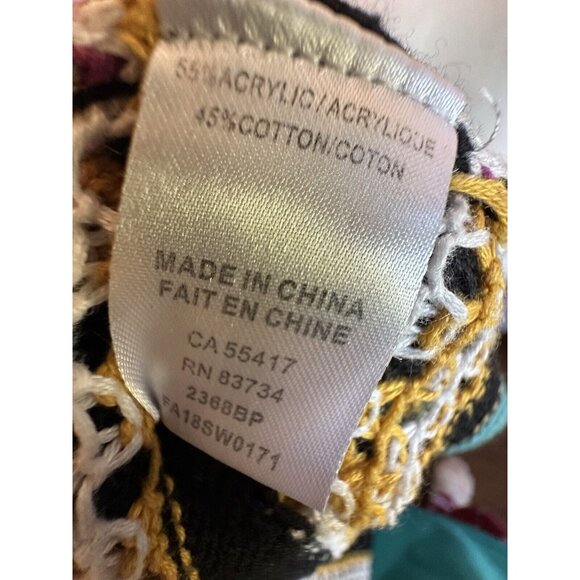 55% ACRYLIC/ACRYLIQUE
45% COTTON/COTON
MADE IN CHINA
FAIT EN CHINE
CA 55417
RN 83734
2368BP
FA18SW0171